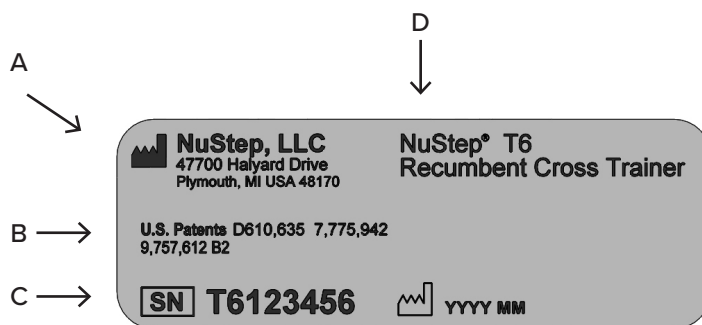 D
A
NuStep, LLC
47700 Halyard Drive
Plymouth, MI USA 48170
NuStep® T6
Recumbent Cross Trainer
B
U.S. Patents D610,635 7,775,942
9,757,612 B2
C
SN T6123456
YYYY MM